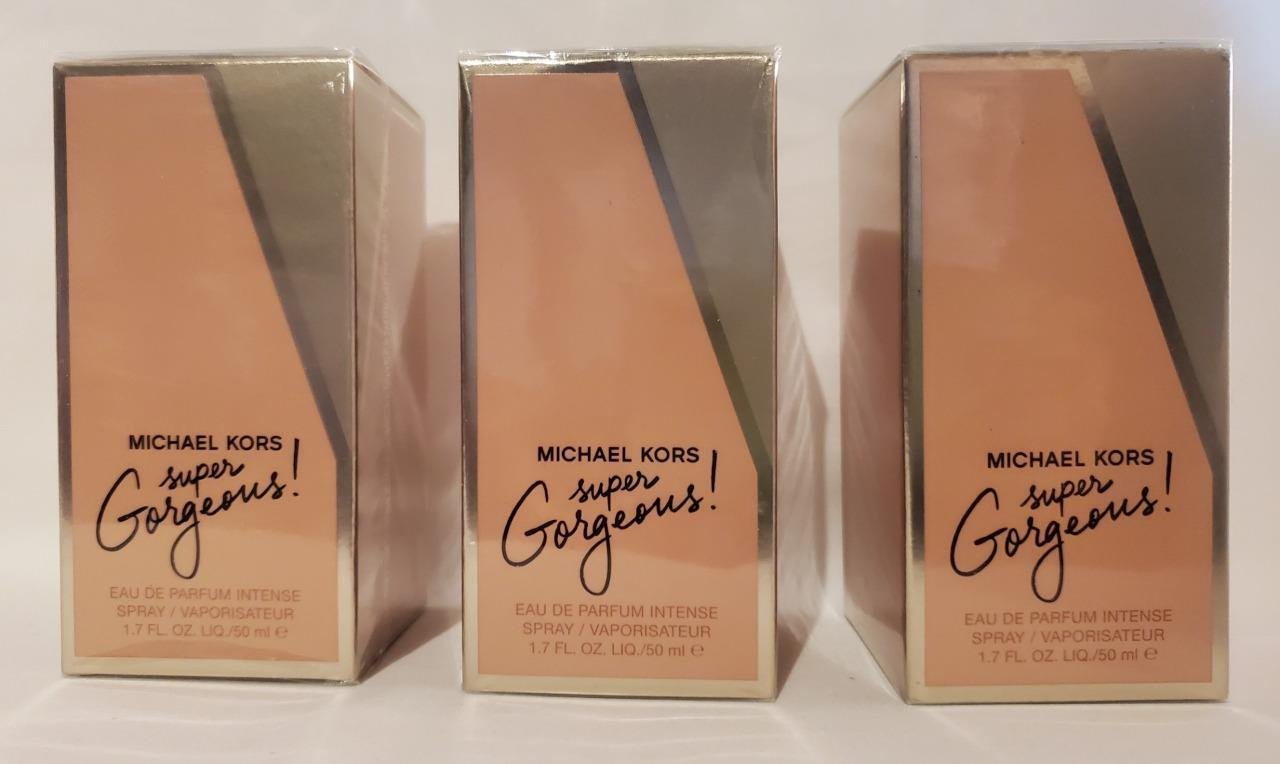 MICHAEL KORS
super
Gorgeous!
EAU DE PARFUM INTENSE
SPRAY / VAPORISATEUR
1.7 FL. OZ. LIQ./50 ml ℮
MICHAEL KORS
super
Gorgeous!
EAU DE PARFUM INTENSE
SPRAY / VAPORISATEUR
1.7 FL. OZ. LIQ./50 ml ℮
MICHAEL KORS
super
Gorgeous!
EAU DE PARFUM INTENSE
SPRAY / VAPORISATEUR
1.7 FL. OZ. LIQ./50 ml ℮